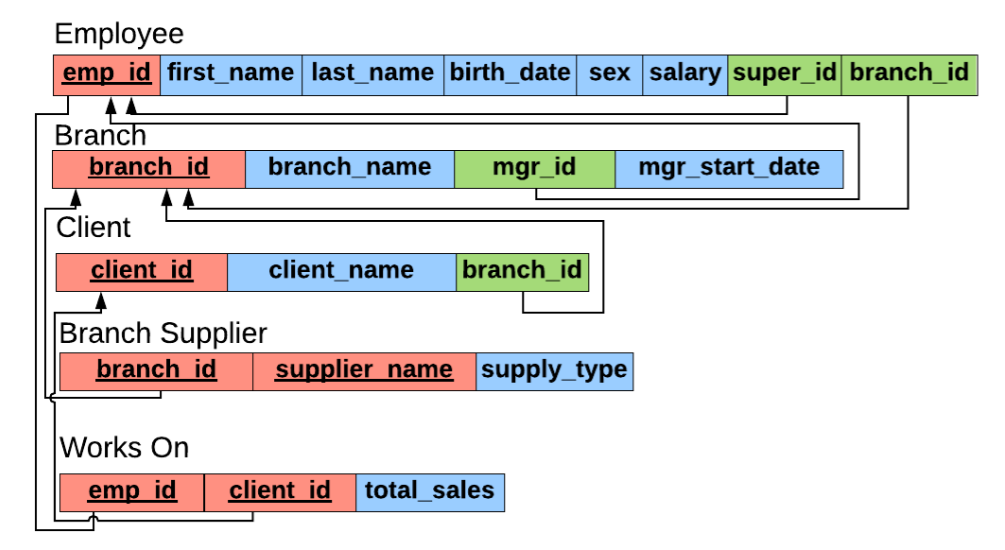 Employee
emp_id first_name last_name birth_date sex salary super_id branch_id
Branch
branch_id branch_name mgr_id mgr_start_date
Client
client_id client_name branch_id
Branch Supplier
branch_id supplier_name supply_type
Works On
emp_id client_id total_sales